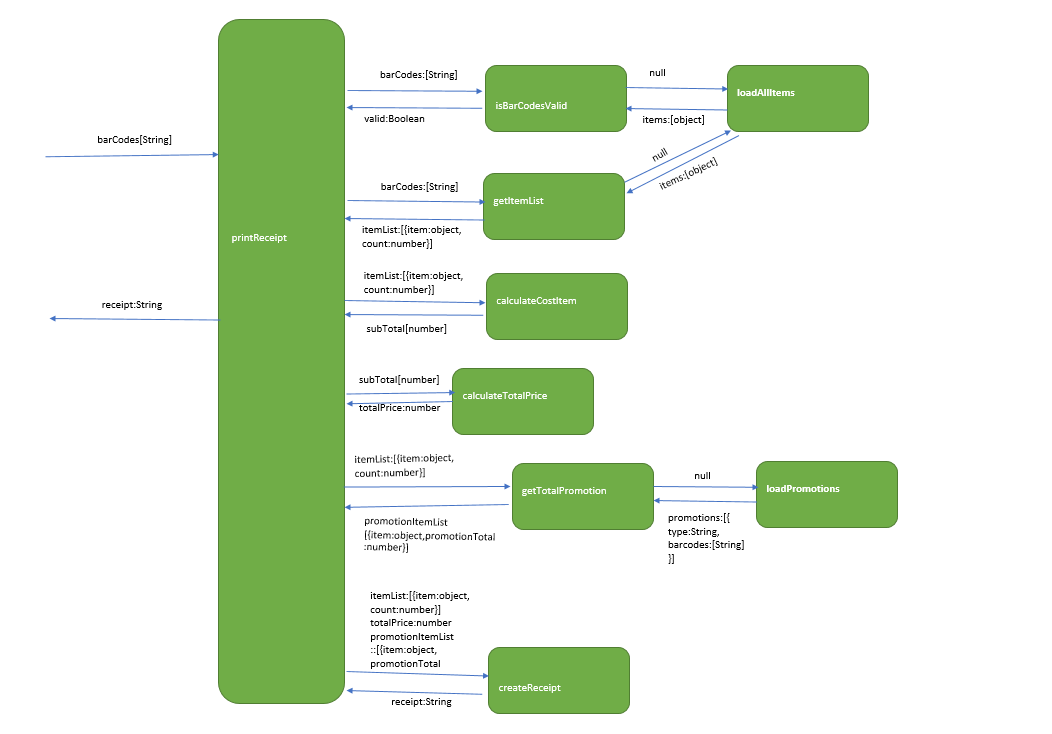 barCodes[String]
receipt:String
printReceipt
barCodes:[String]
valid:Boolean
isBarCodesValid
null
items:[object]
loadAllItems
null
items:[object]
barCodes:[String]
itemList:[{item:object,
count:number}]
getItemList
itemList:[{item:object,
count:number}]
subTotal[number]
calculateCostItem
subTotal[number]
totalPrice:number
calculateTotalPrice
itemList:[{item:object,
count:number}]
promotionItemList
[{item:object,promotionTotal
:number}]
getTotalPromotion
null
promotions:[{
type:String,
barcodes:[String]
}]
loadPromotions
itemList:[{item:object,
count:number}]
totalPrice:number
promotionItemList
::[{item:object,
promotionTotal
receipt:String
createReceipt